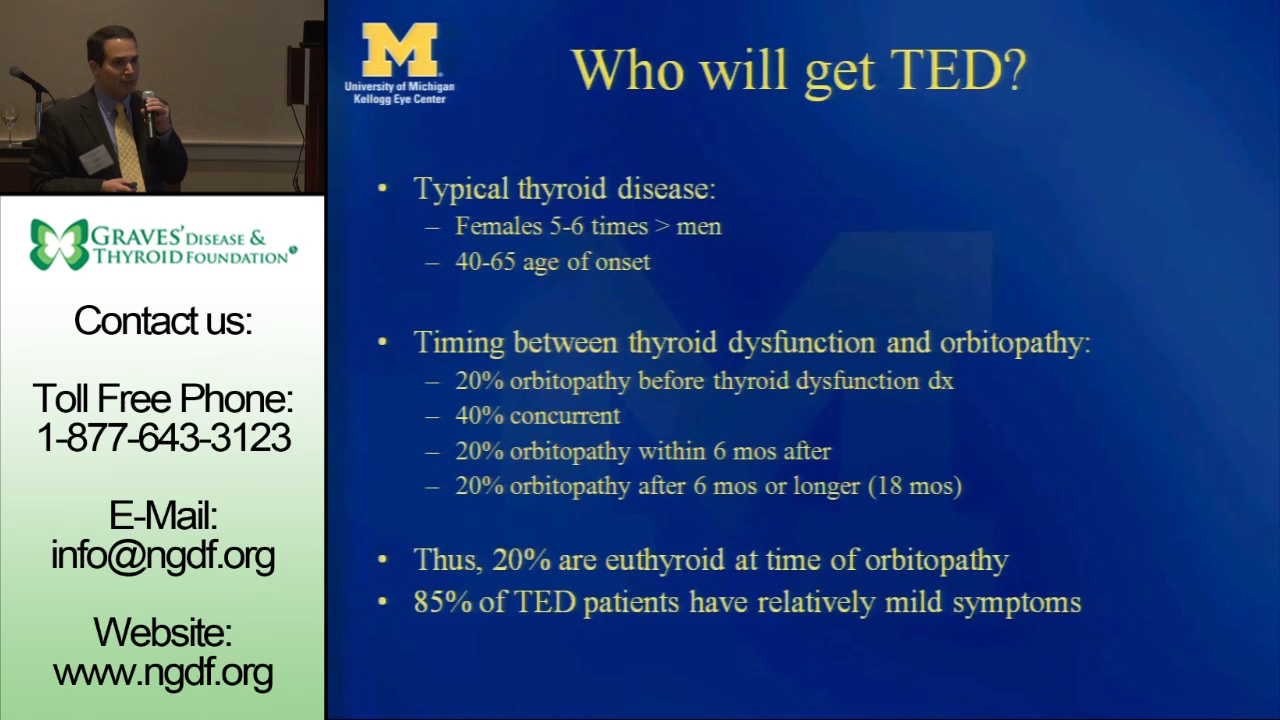 M
University of Michigan
Kellogg Eye Center
Who will get TED?
• Typical thyroid disease:
– Females 5-6 times > men
– 40-65 age of onset
• Timing between thyroid dysfunction and orbitopathy:
– 20% orbitopathy before thyroid dysfunction dx
– 40% concurrent
– 20% orbitopathy within 6 mos after
– 20% orbitopathy after 6 mos or longer (18 mos)
• Thus, 20% are euthyroid at time of orbitopathy
• 85% of TED patients have relatively mild symptoms
GRAVES' DISEASE &
THYROID FOUNDATION
Contact us:
Toll Free Phone:
1-877-643-3123
E-Mail:
info@ngdf.org
Website:
www.ngdf.org